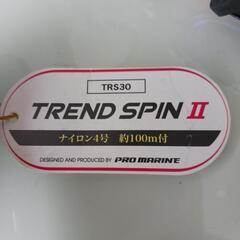 TRS30
TREND SPIN II
ナイロン4号 約100m付
DESIGNED AND PRODUCED BY PRO MARINE